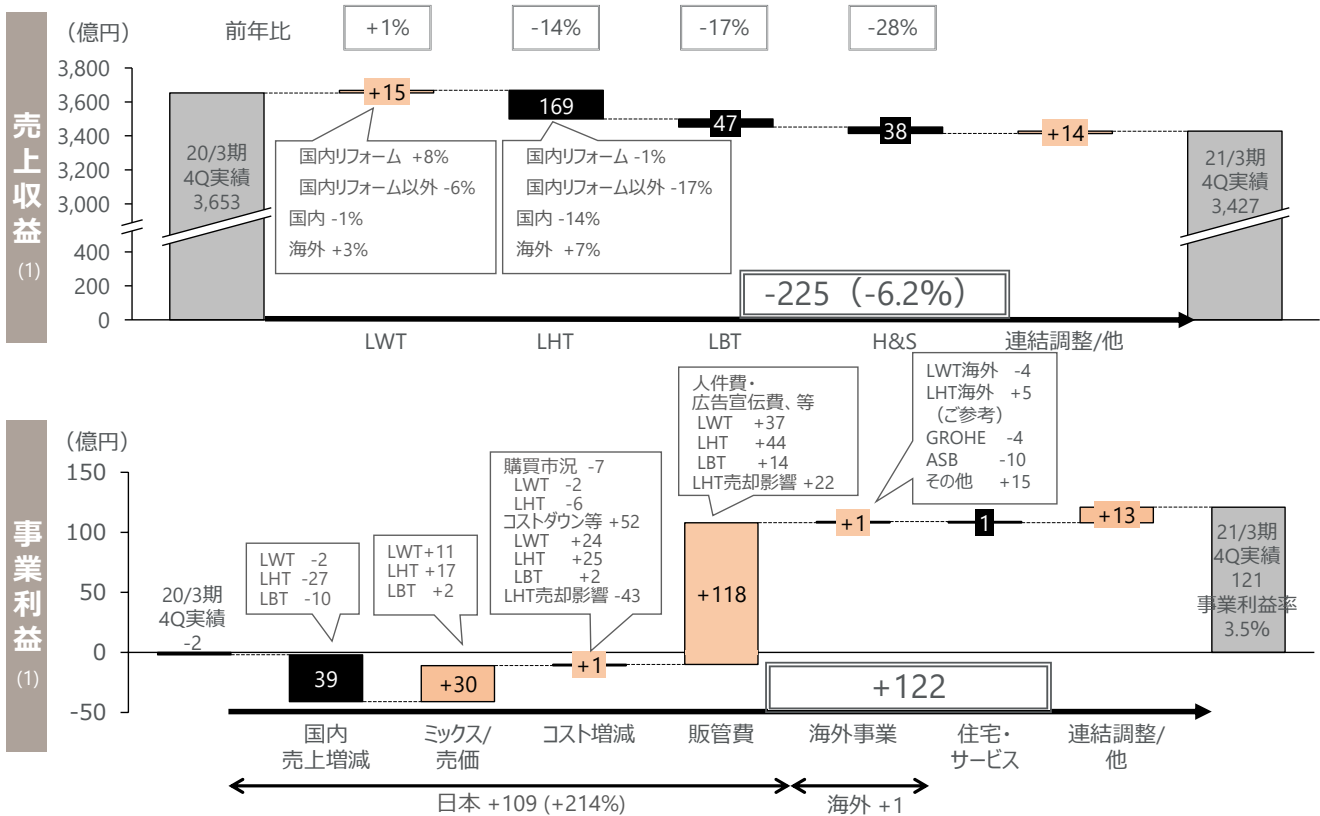 売上収益
(1)
（億円）
前年比
+1%
-14%
-17%
-28%
3,800
3,600
3,400
3,200
3,000
400
200
0
20/3期
4Q実績
3,653
+15
169
47
38
+14
21/3期
4Q実績
3,427
国内リフォーム +8%
国内リフォーム以外 -6%
国内 -1%
海外 +3%
国内リフォーム -1%
国内リフォーム以外 -17%
国内 -14%
海外 +7%
-225（-6.2%）
LWT
LHT
LBT
H&S
連結調整/他
事業利益
(1)
（億円）
150
100
50
0
-50
20/3期
4Q実績
-2
LWT -2
LHT -27
LBT -10
39
LWT+11
LHT +17
LBT +2
+30
購買市況 -7
LWT -2
LHT -6
コストダウン等 +52
LWT +24
LHT +25
LBT +2
LHT売却影響 -43
+1
人件費・
広告宣伝費、等
LWT +37
LHT +44
LBT +14
LHT売却影響 +22
+118
LWT海外 -4
LHT海外 +5
（ご参考）
GROHE -4
ASB -10
その他 +15
+1
1
+13
21/3期
4Q実績
121
事業利益率
3.5%
+122
国内
売上増減
ミックス/
売価
コスト増減
販管費
海外事業
住宅・
サービス
連結調整/
他
日本 +109 (+214%)
海外 +1